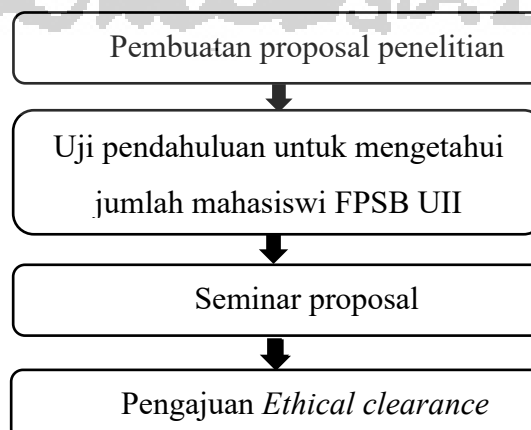 Pembuatan proposal penelitian
Uji pendahuluan untuk mengetahui
jumlah mahasiswi FPSB UII
Seminar proposal
Pengajuan Ethical clearance